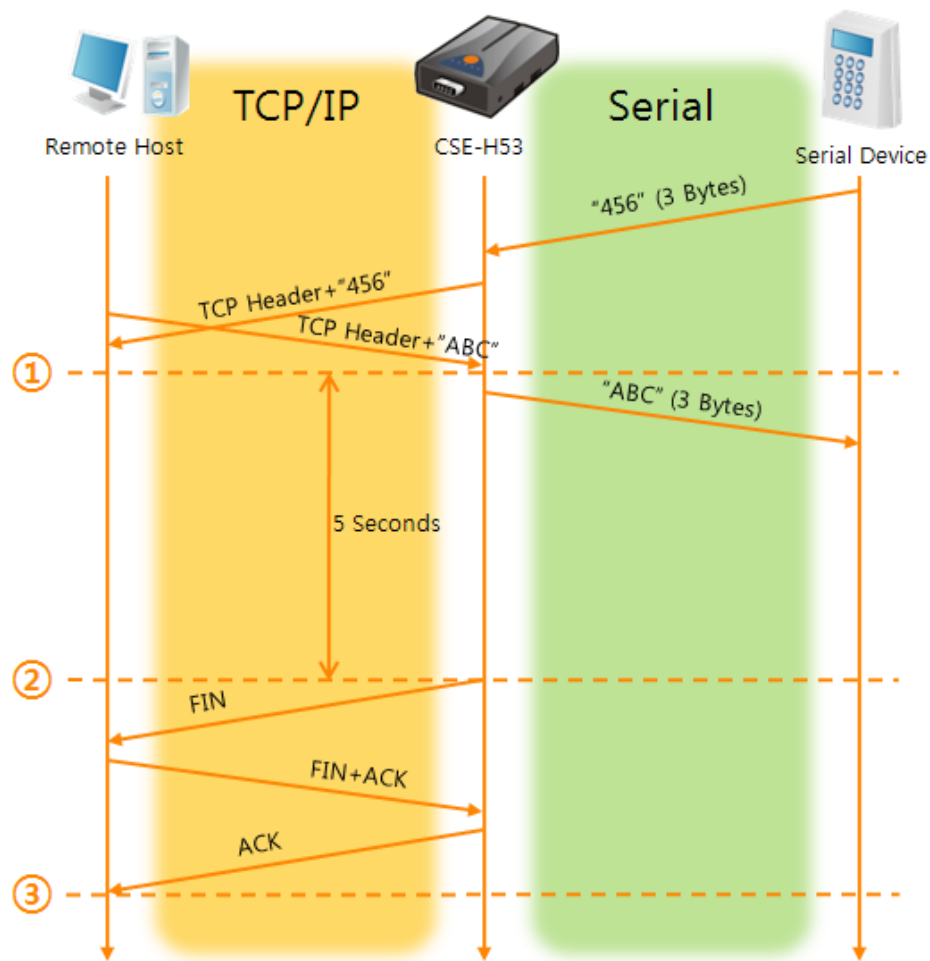 TCP/IP
Serial
Remote Host
CSE-H53
Serial Device
"456" (3 Bytes)
TCP Header+"456"
TCP Header+"ABC"
①
"ABC" (3 Bytes)
5 Seconds
②
FIN
FIN+ACK
ACK
③